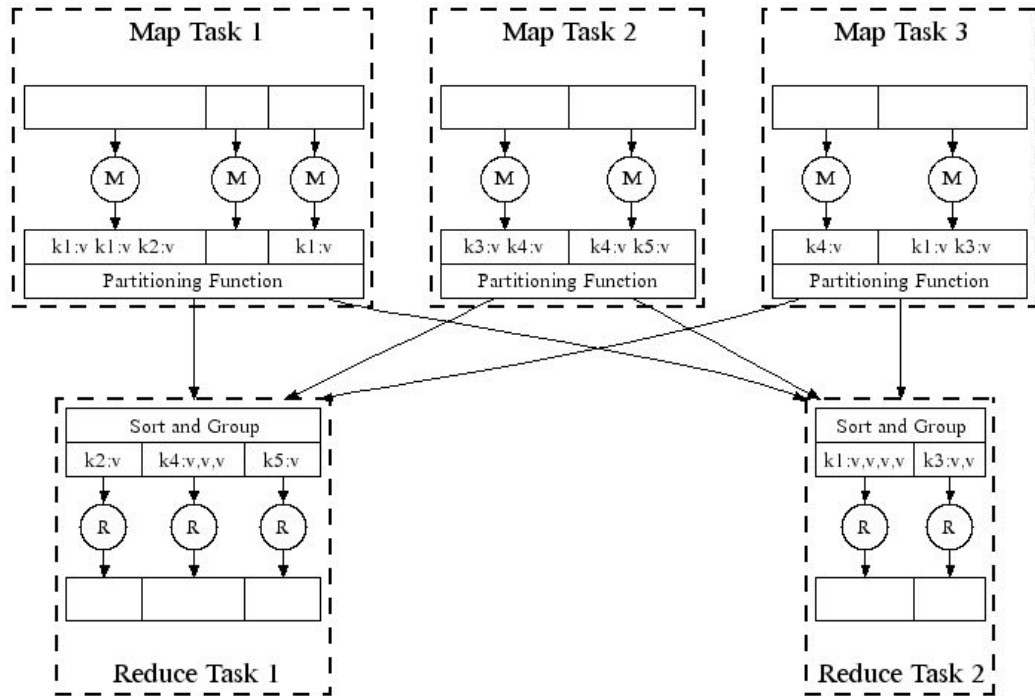 Map Task 1
Map Task 2
Map Task 3
M
M
M
M
M
M
M
k1:v k1:v k2:v
k1:v
k3:v k4:v
k4:v k5:v
k4:v
k1:v k3:v
Partitioning Function
Partitioning Function
Partitioning Function
Sort and Group
Sort and Group
k2:v
k4:v,v,v
k5:v
k1:v,v,v,v
k3:v,v
R
R
R
R
R
Reduce Task 1
Reduce Task 2